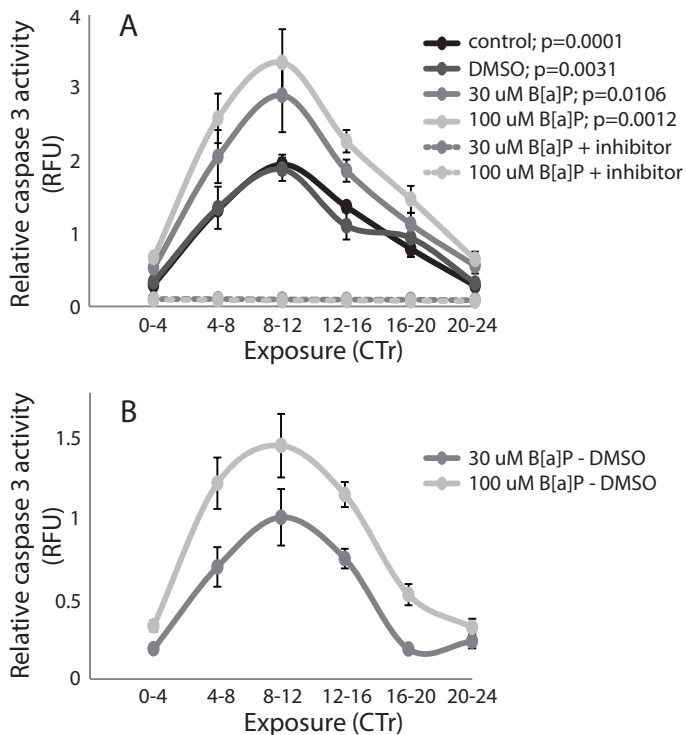 A
4
3
2
1
0
Relative caspase 3 activity
(RFU)
control; p=0.0001
DMSO; p=0.0031
30 uM B[a]P; p=0.0106
100 uM B[a]P; p=0.0012
30 uM B[a]P + inhibitor
100 uM B[a]P + inhibitor
0-4 4-8 8-12 12-16 16-20 20-24
Exposure (CTr)
B
1.5
1
0.5
0
Relative caspase 3 activity
(RFU)
30 uM B[a]P - DMSO
100 uM B[a]P - DMSO
0-4 4-8 8-12 12-16 16-20 20-24
Exposure (CTr)